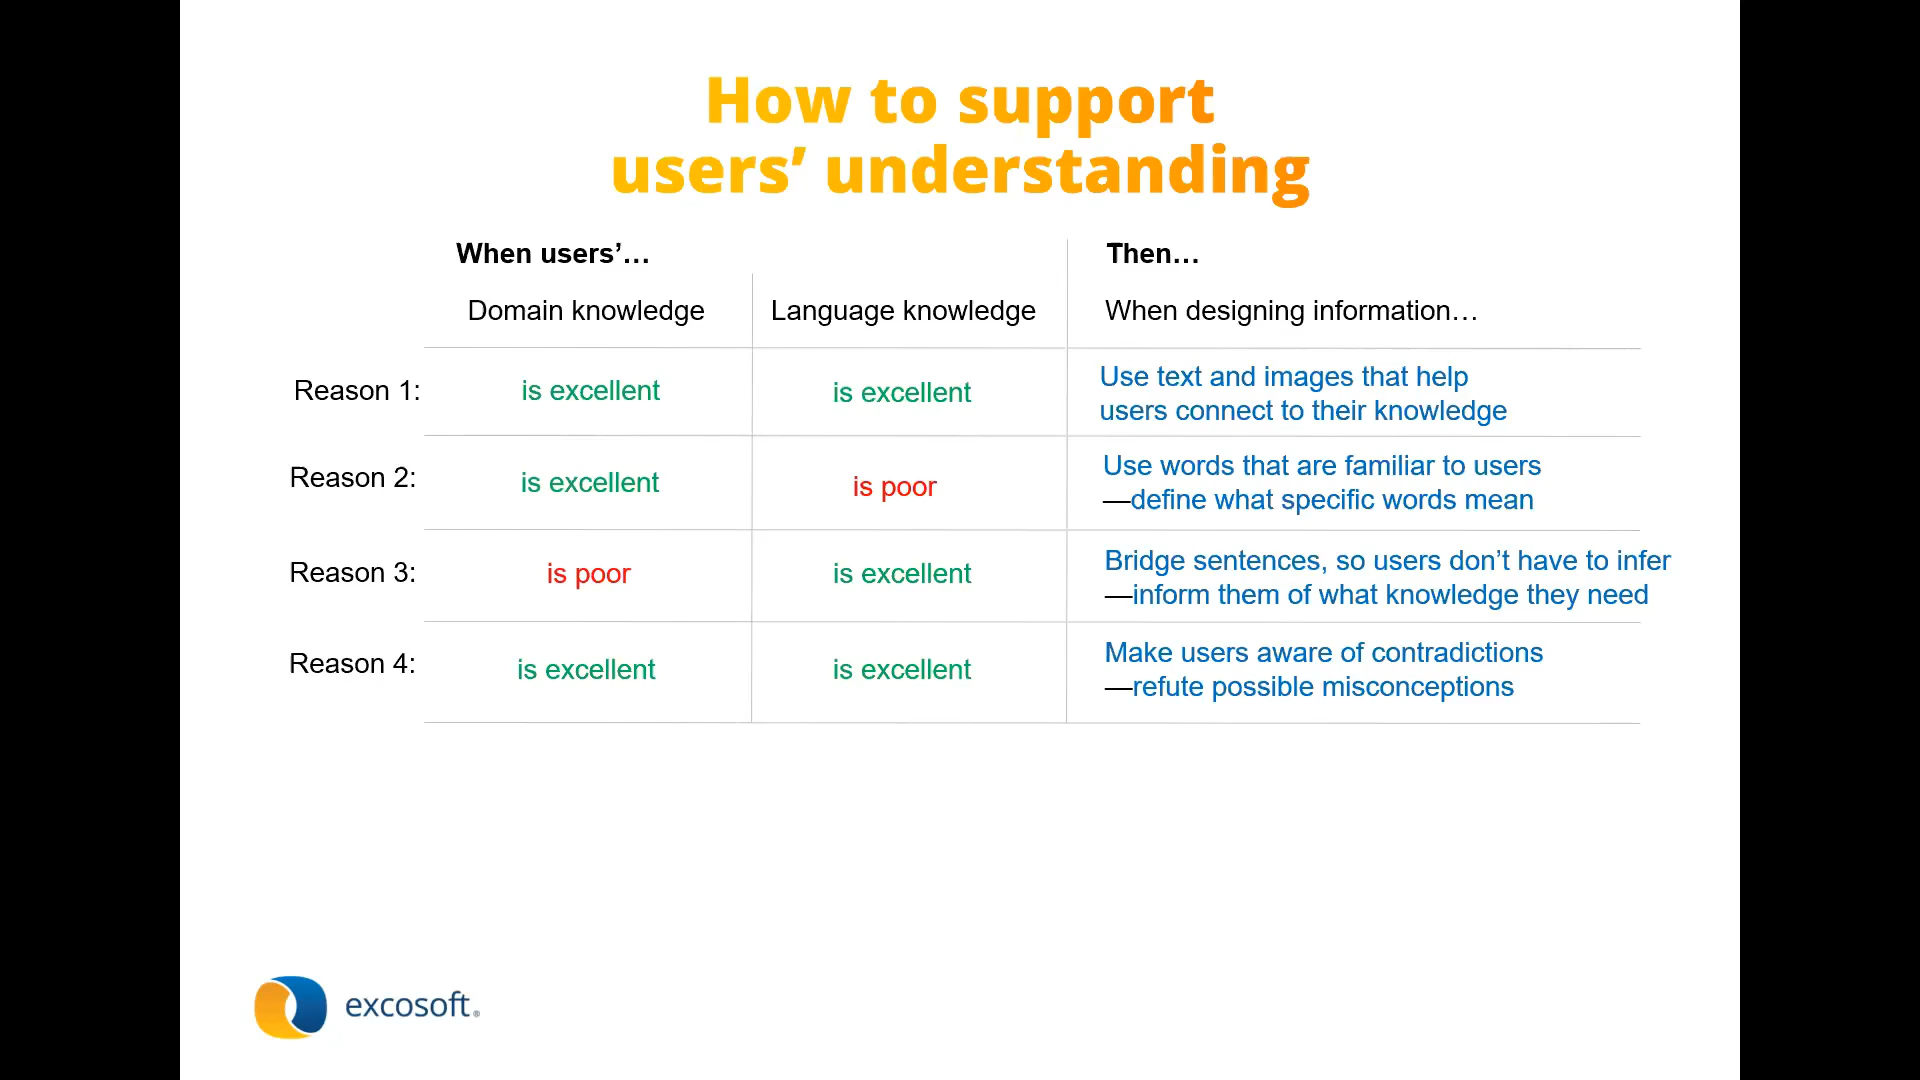 How to support
users’ understanding
When users’…
Then…
Domain knowledge
Language knowledge
When designing information…
Reason 1:
is excellent
is excellent
Use text and images that help
users connect to their knowledge
Reason 2:
is excellent
is poor
Use words that are familiar to users
—define what specific words mean
Reason 3:
is poor
is excellent
Bridge sentences, so users don’t have to infer
—inform them of what knowledge they need
Reason 4:
is excellent
is excellent
Make users aware of contradictions
—refute possible misconceptions
excosoft®